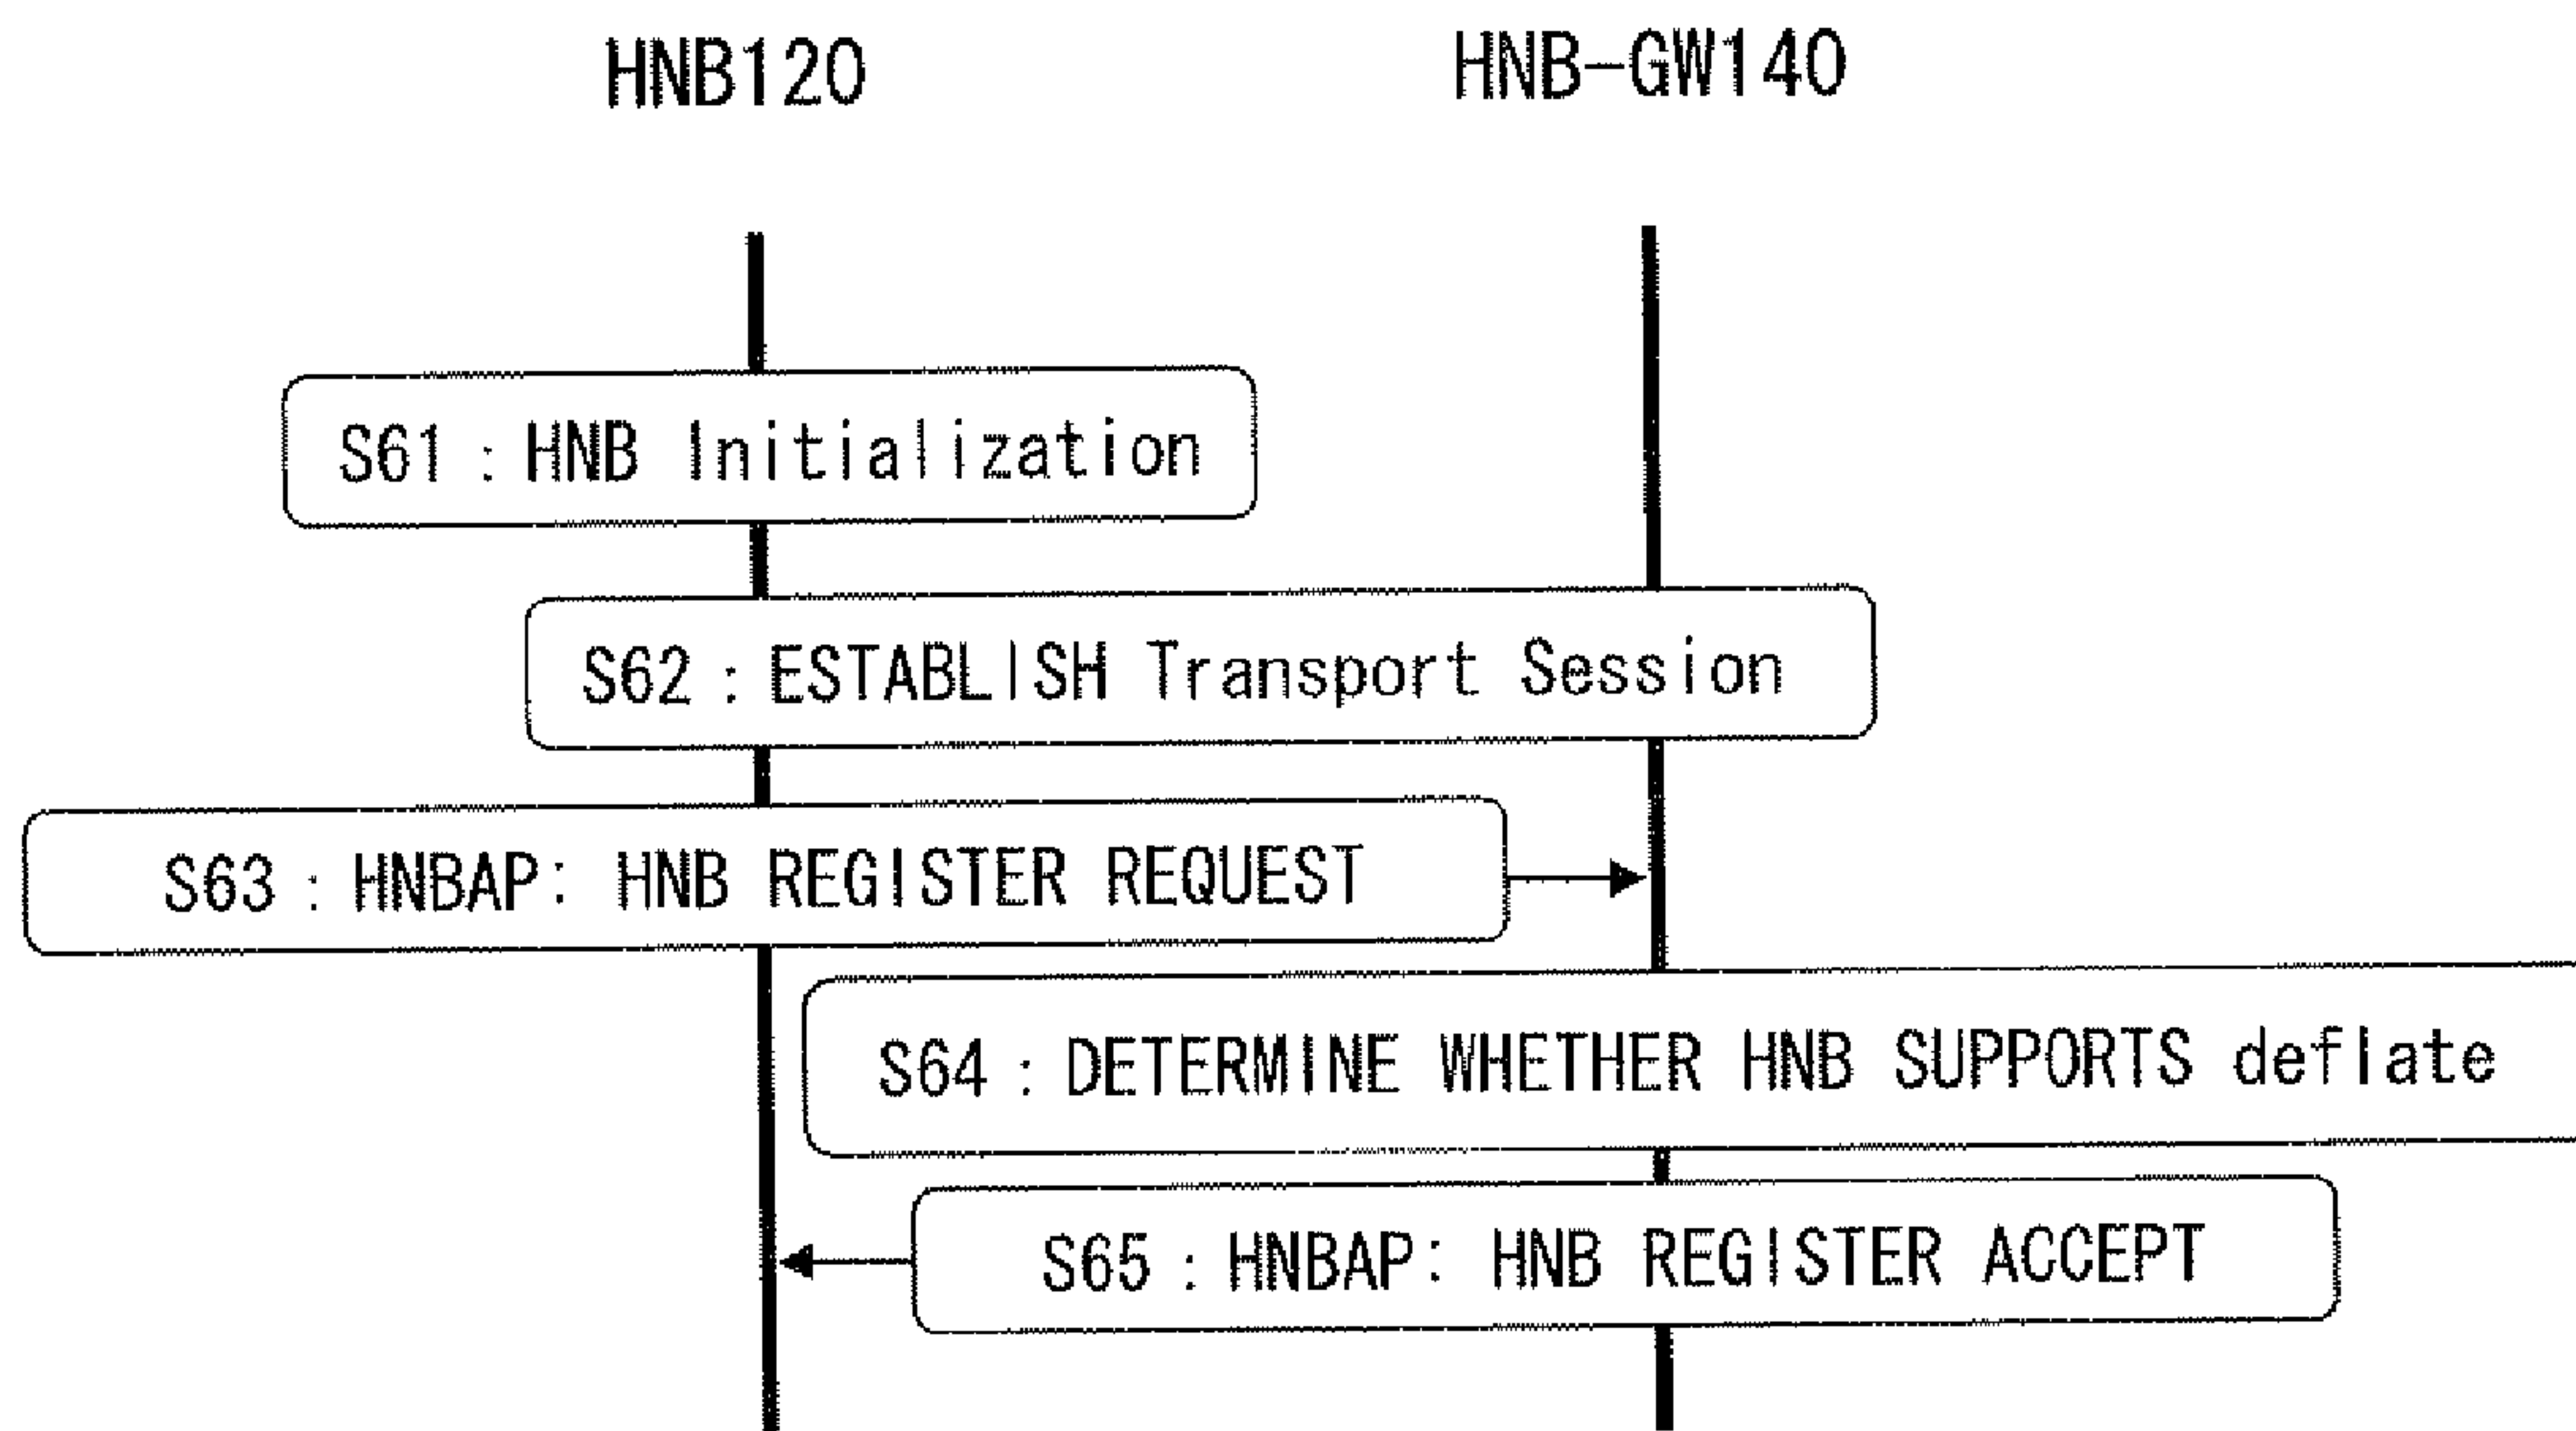 HNB120 HNB-GW140
S61 : HNB Initialization
S62 : ESTABLISH Transport Session
S63 : HNBAP: HNB REGISTER REQUEST
S64 : DETERMINE WHETHER HNB SUPPORTS deflate
S65 : HNBAP: HNB REGISTER ACCEPT